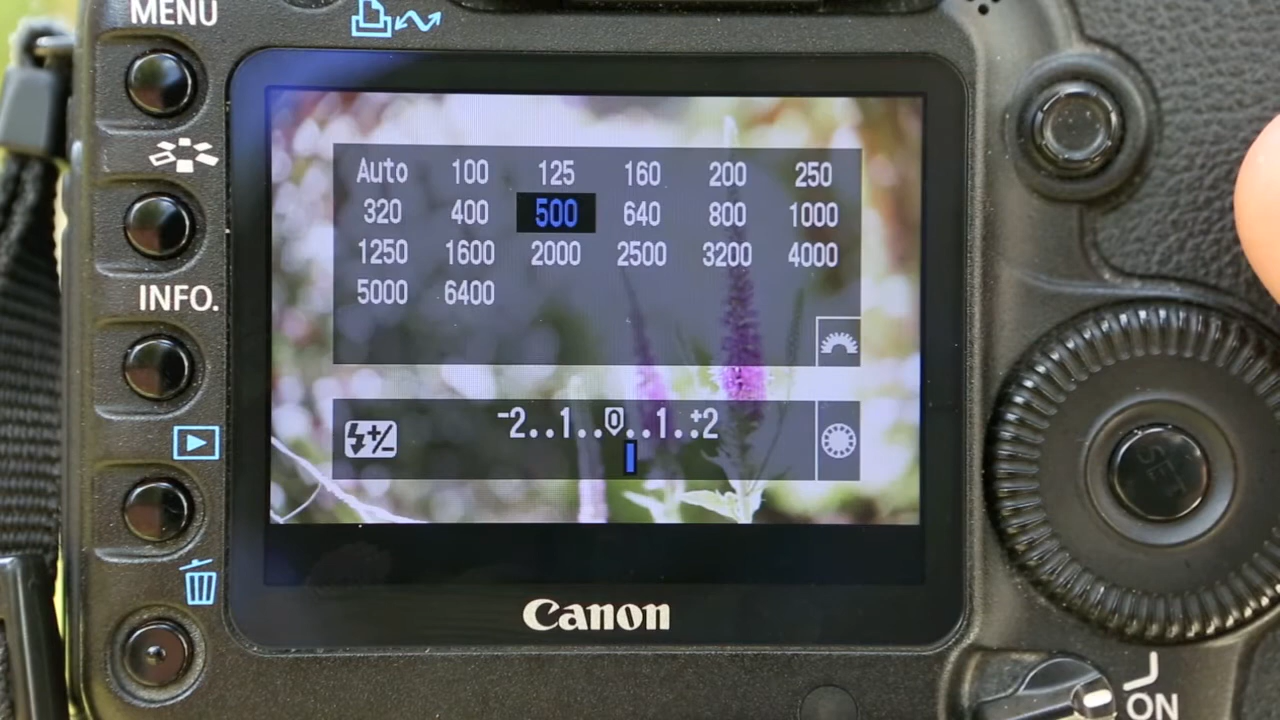 MENU
Auto 100 125 160 200 250
320 400 500 640 800 1000
1250 1600 2000 2500 3200 4000
5000 6400
INFO.
-2..1..0..1..+2
Canon
SET
ON